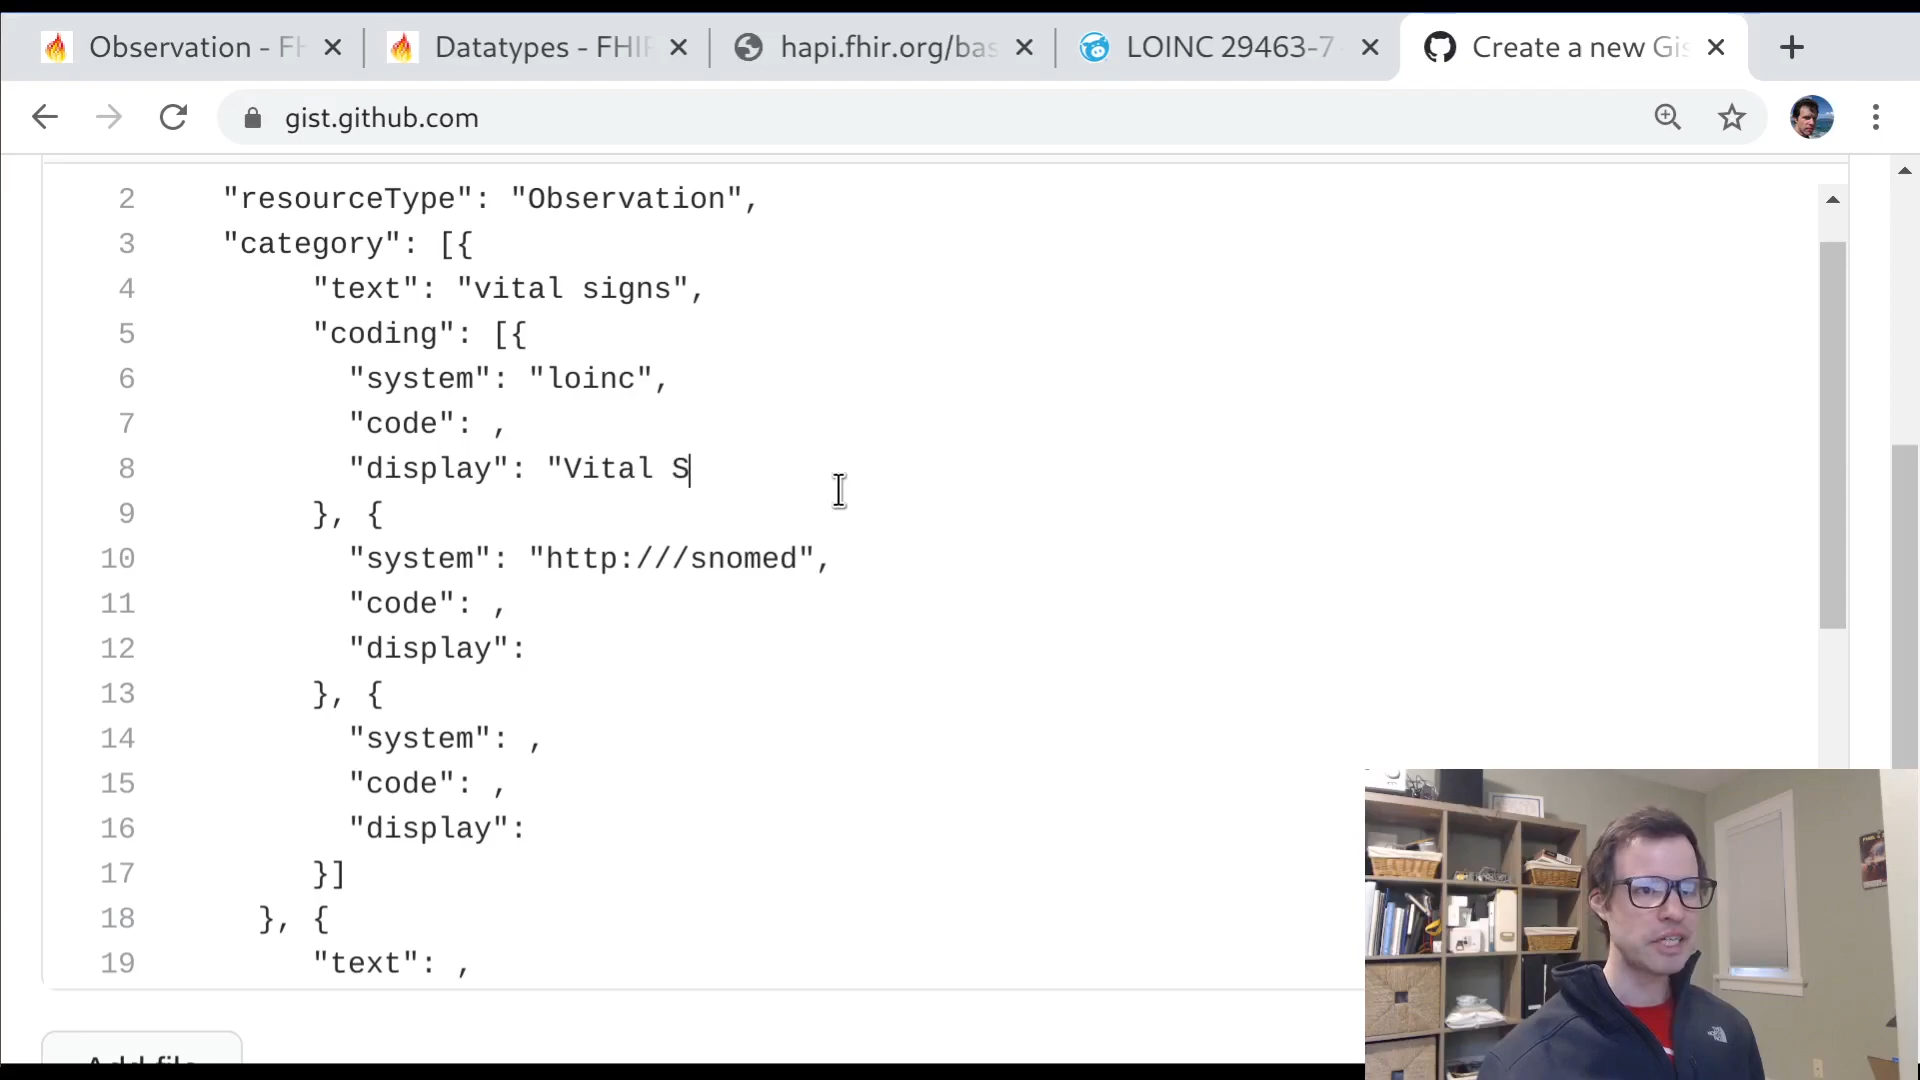 Observation - FH
Datatypes - FHIR
hapi.fhir.org/bas
LOINC 29463-7
Create a new Gis
gist.github.com
2 "resourceType": "Observation",
3 "category": [{
4 "text": "vital signs",
5 "coding": [{
6 "system": "loinc",
7 "code": ,
8 "display": "Vital S
9 }, {
10 "system": "http:///snomed",
11 "code": ,
12 "display":
13 }, {
14 "system": ,
15 "code": ,
16 "display":
17 }]
18 }, {
19 "text": ,
Add file